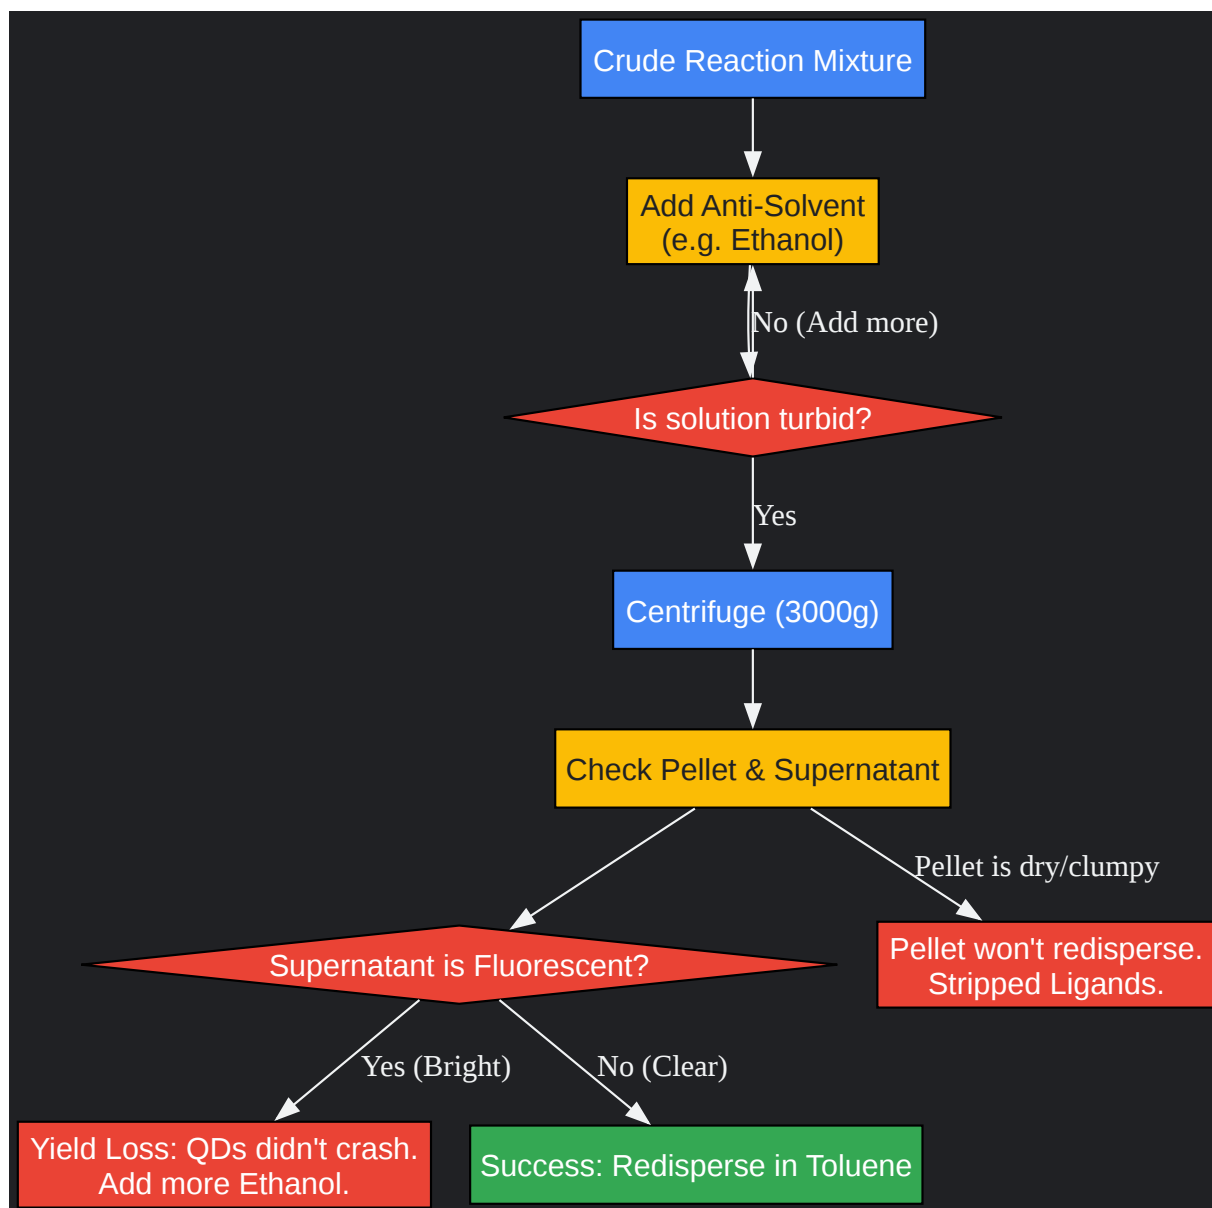 Crude Reaction Mixture
Add Anti-Solvent
(e.g. Ethanol)
No (Add more)
Is solution turbid?
Yes
Centrifuge (3000g)
Check Pellet & Supernatant
Pellet is dry/clumpy
Supernatant is Fluorescent?
Pellet won't redisperse.
Stripped Ligands.
Yes (Bright)
No (Clear)
Yield Loss: QDs didn't crash.
Add more Ethanol.
Success: Redisperse in Toluene